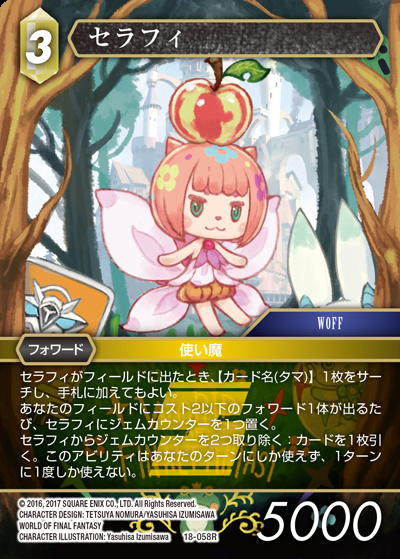 3
セラフィ
WOFF
フォワード
使い魔
セラフィがフィールドに出たとき、【カード名(タマ)】1枚をサー
チし、手札に加えてもよい。
あなたのフィールドにコスト2以下のフォワード1体が出るた
び、セラフィにジェムカウンターを1つ置く。
セラフィからジェムカウンターを2つ取り除く：カードを1枚引
く。このアビリティはあなたのターンにしか使えず、1ターン
に1度しか使えない。
© 2016, 2017 SQUARE ENIX CO., LTD. All Rights Reserved.
CHARACTER DESIGN: TETSUYA NOMURA/YASUHISA IZUMISAWA
WORLD OF FINAL FANTASY
CHARACTER ILLUSTRATION: Yasuhisa Izumisawa
18-058R
5000